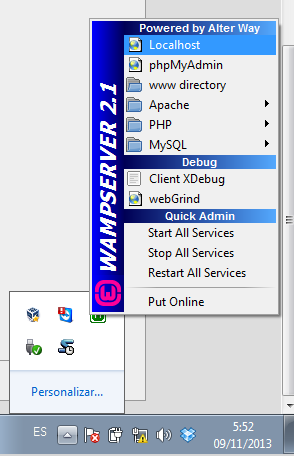 Powered by Alter Way
Localhost
phpMyAdmin
www directory
Apache
PHP
MySQL
Debug
Client XDebug
webGrind
Quick Admin
Start All Services
Stop All Services
Restart All Services
Put Online
WAMPSERVER 2.1
Personalizar...
ES
5:52
09/11/2013